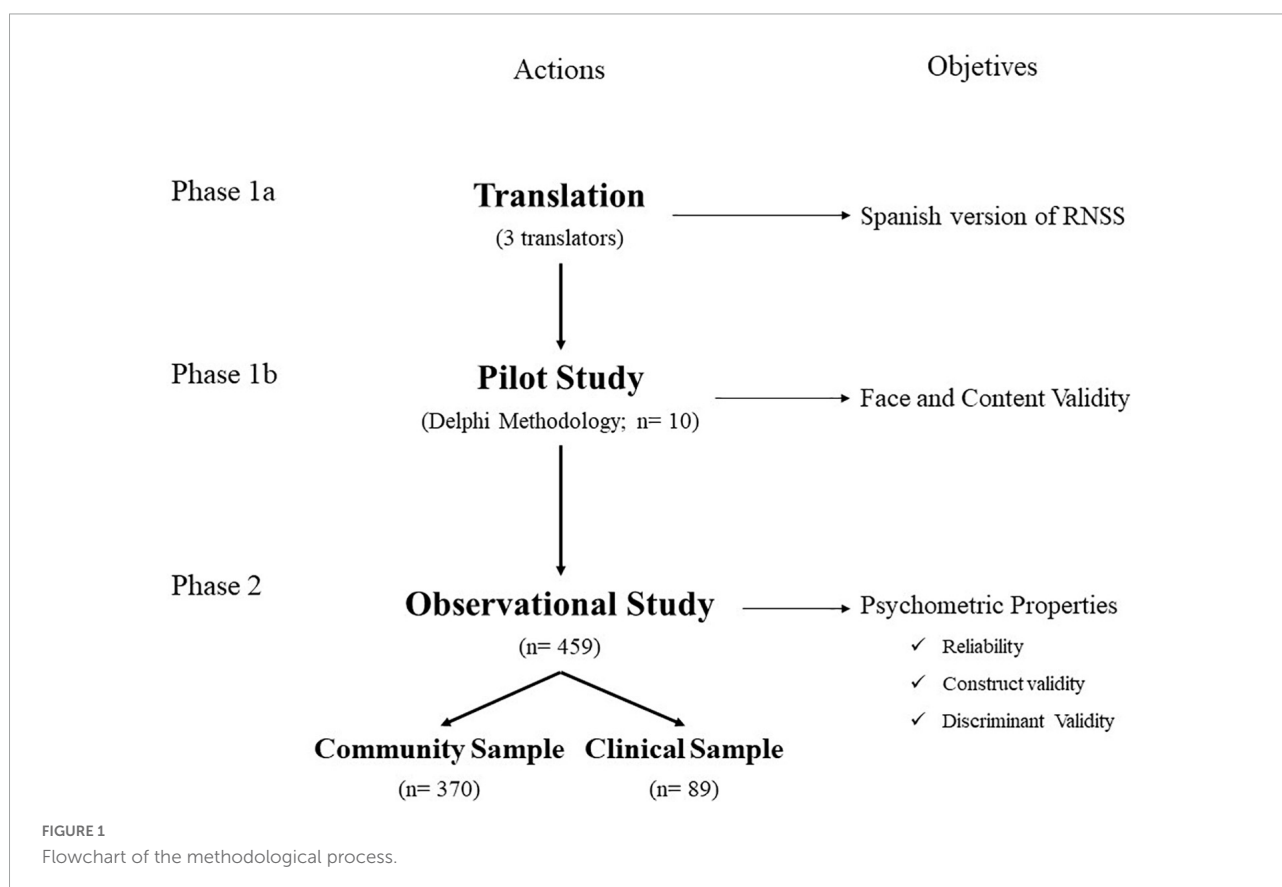 Actions
Objetives
Phase 1a
Translation
(3 translators)
Spanish version of RNSS
Phase 1b
Pilot Study
(Delphi Methodology; n= 10)
Face and Content Validity
Phase 2
Observational Study
(n= 459)
Psychometric Properties
✓ Reliability
✓ Construct validity
✓ Discriminant Validity
Community Sample
(n= 370)
Clinical Sample
(n= 89)
FIGURE 1
Flowchart of the methodological process.